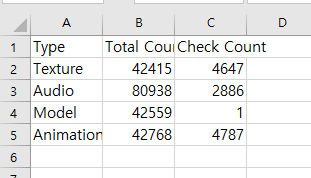 A B C D
1 Type Total Cou Check Count
2 Texture 42415 4647
3 Audio 80938 2886
4 Model 42559 1
5 Animation 42768 4787
6